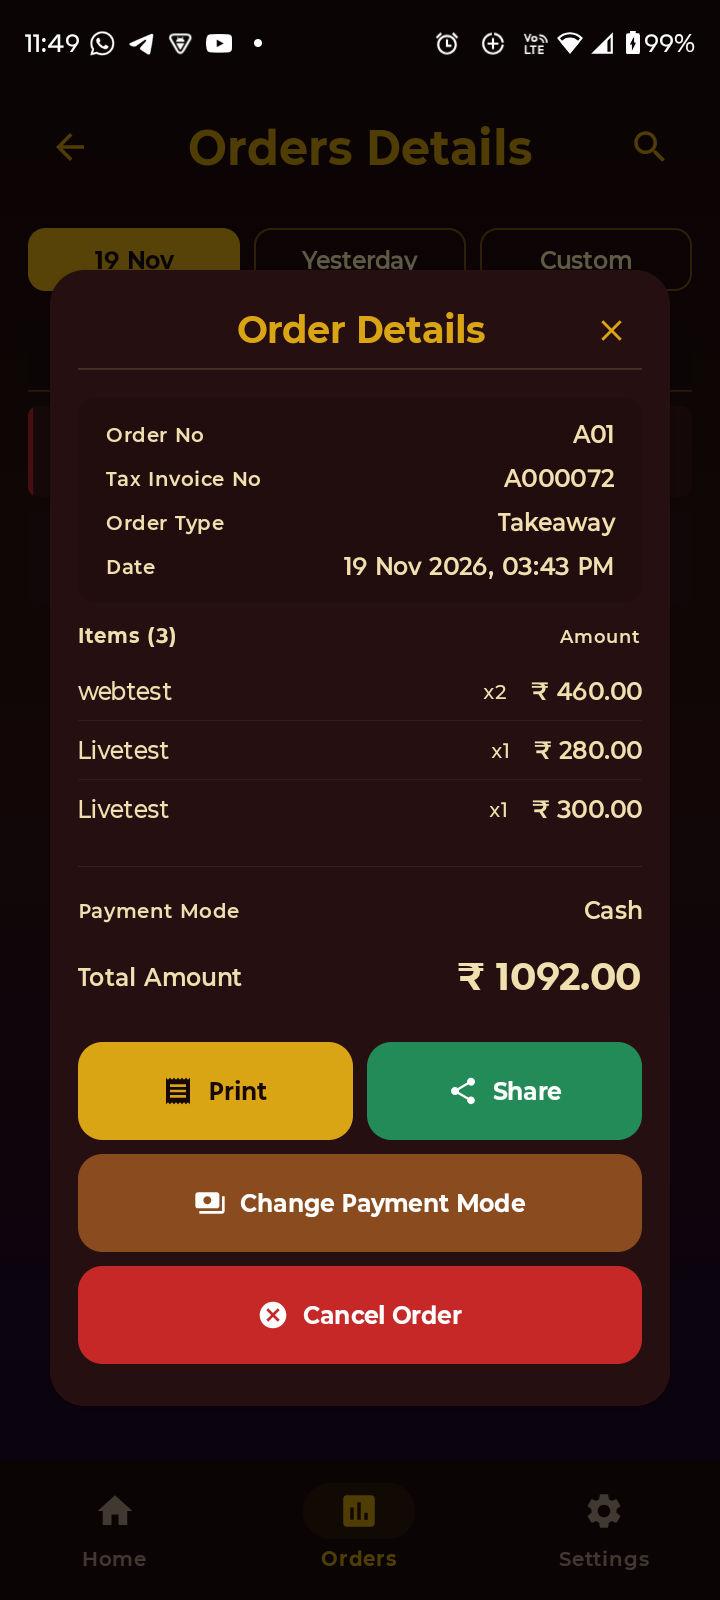 11:49 Vo LTE 99%
Orders Details
19 Nov Yesterday Custom
Order Details
Order No A01
Tax Invoice No A000072
Order Type Takeaway
Date 19 Nov 2026, 03:43 PM
Items (3) Amount
webtest x2 ₹ 460.00
Livetest x1 ₹ 280.00
Livetest x1 ₹ 300.00
Payment Mode Cash
Total Amount ₹ 1092.00
Print Share
Change Payment Mode
Cancel Order
Home Orders Settings